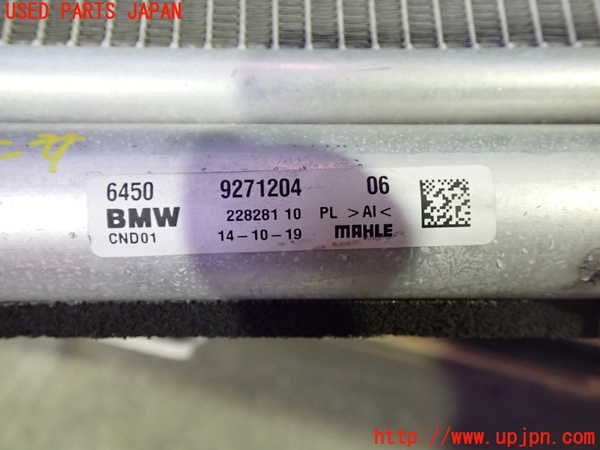 USED PARTS JAPAN
6450 9271204 06
BMW 228281 10 PL >Al<
CND01 14-10-19 MAHLE
http://www.upjpn.com/